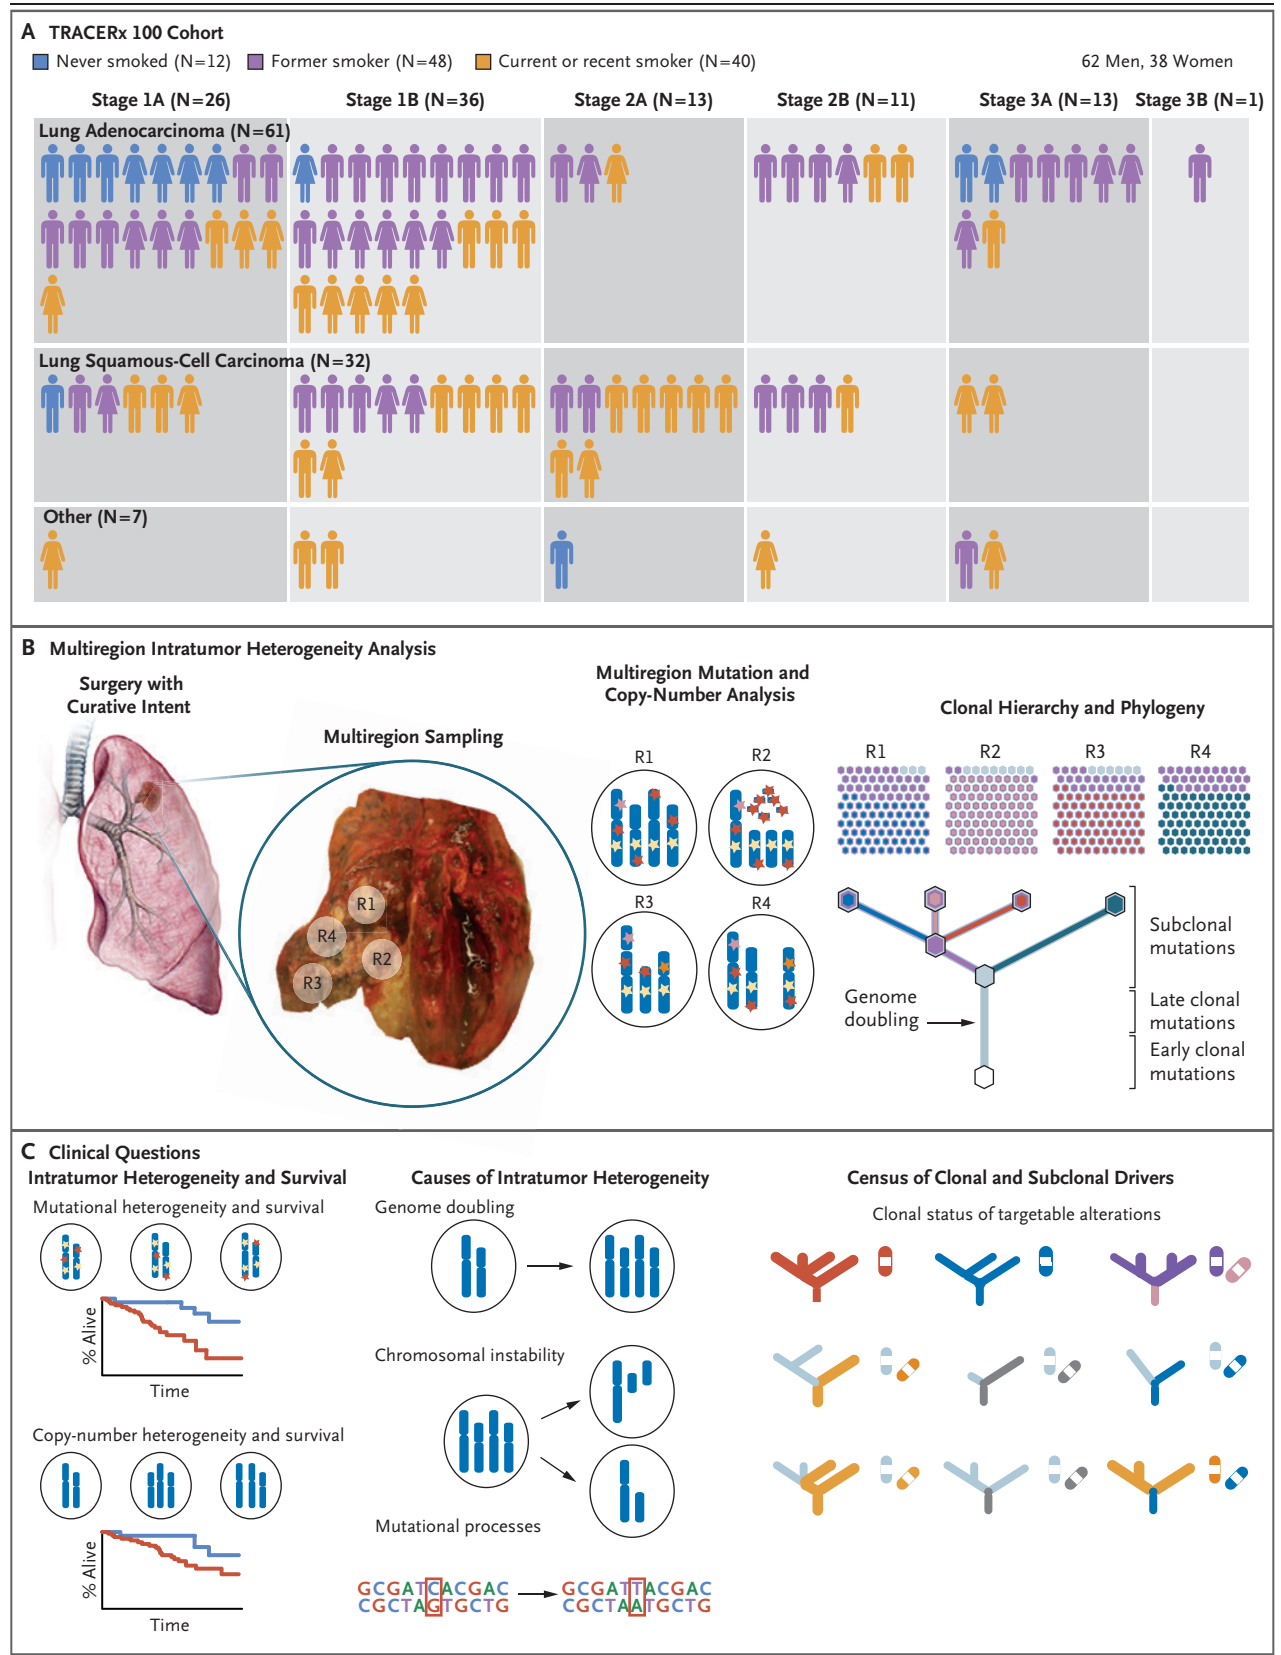 A TRACERx 100 Cohort
Never smoked (N=12) Former smoker (N=48) Current or recent smoker (N=40) 62 Men, 38 Women
Stage 1A (N=26) Stage 1B (N=36) Stage 2A (N=13) Stage 2B (N=11) Stage 3A (N=13) Stage 3B (N=1)
Lung Adenocarcinoma (N=61)
Lung Squamous-Cell Carcinoma (N=32)
Other (N=7)
B Multiregion Intratumor Heterogeneity Analysis
Surgery with
Curative Intent
Multiregion Sampling
R1
R4
R2
R3
Multiregion Mutation and
Copy-Number Analysis
R1 R2
R3 R4
Clonal Hierarchy and Phylogeny
R1 R2 R3 R4
Subclonal
mutations
Genome
doubling
Late clonal
mutations
Early clonal
mutations
C Clinical Questions
Intratumor Heterogeneity and Survival
Mutational heterogeneity and survival
% Alive
Time
Copy-number heterogeneity and survival
% Alive
Time
Causes of Intratumor Heterogeneity
Genome doubling
Chromosomal instability
Mutational processes
GCGATCACGAC GCGATTACGAC
CGCTAGTGCTG CGCTAATGCTG
Census of Clonal and Subclonal Drivers
Clonal status of targetable alterations